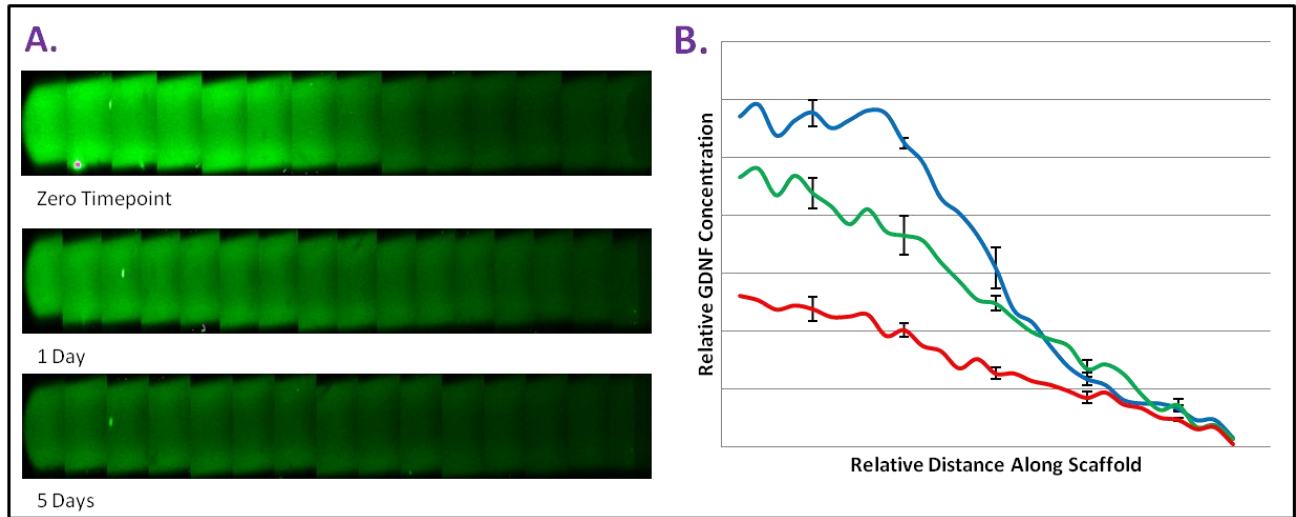 A.
Zero Timepoint
1 Day
5 Days
B.
Relative GDNF Concentration
Relative Distance Along Scaffold